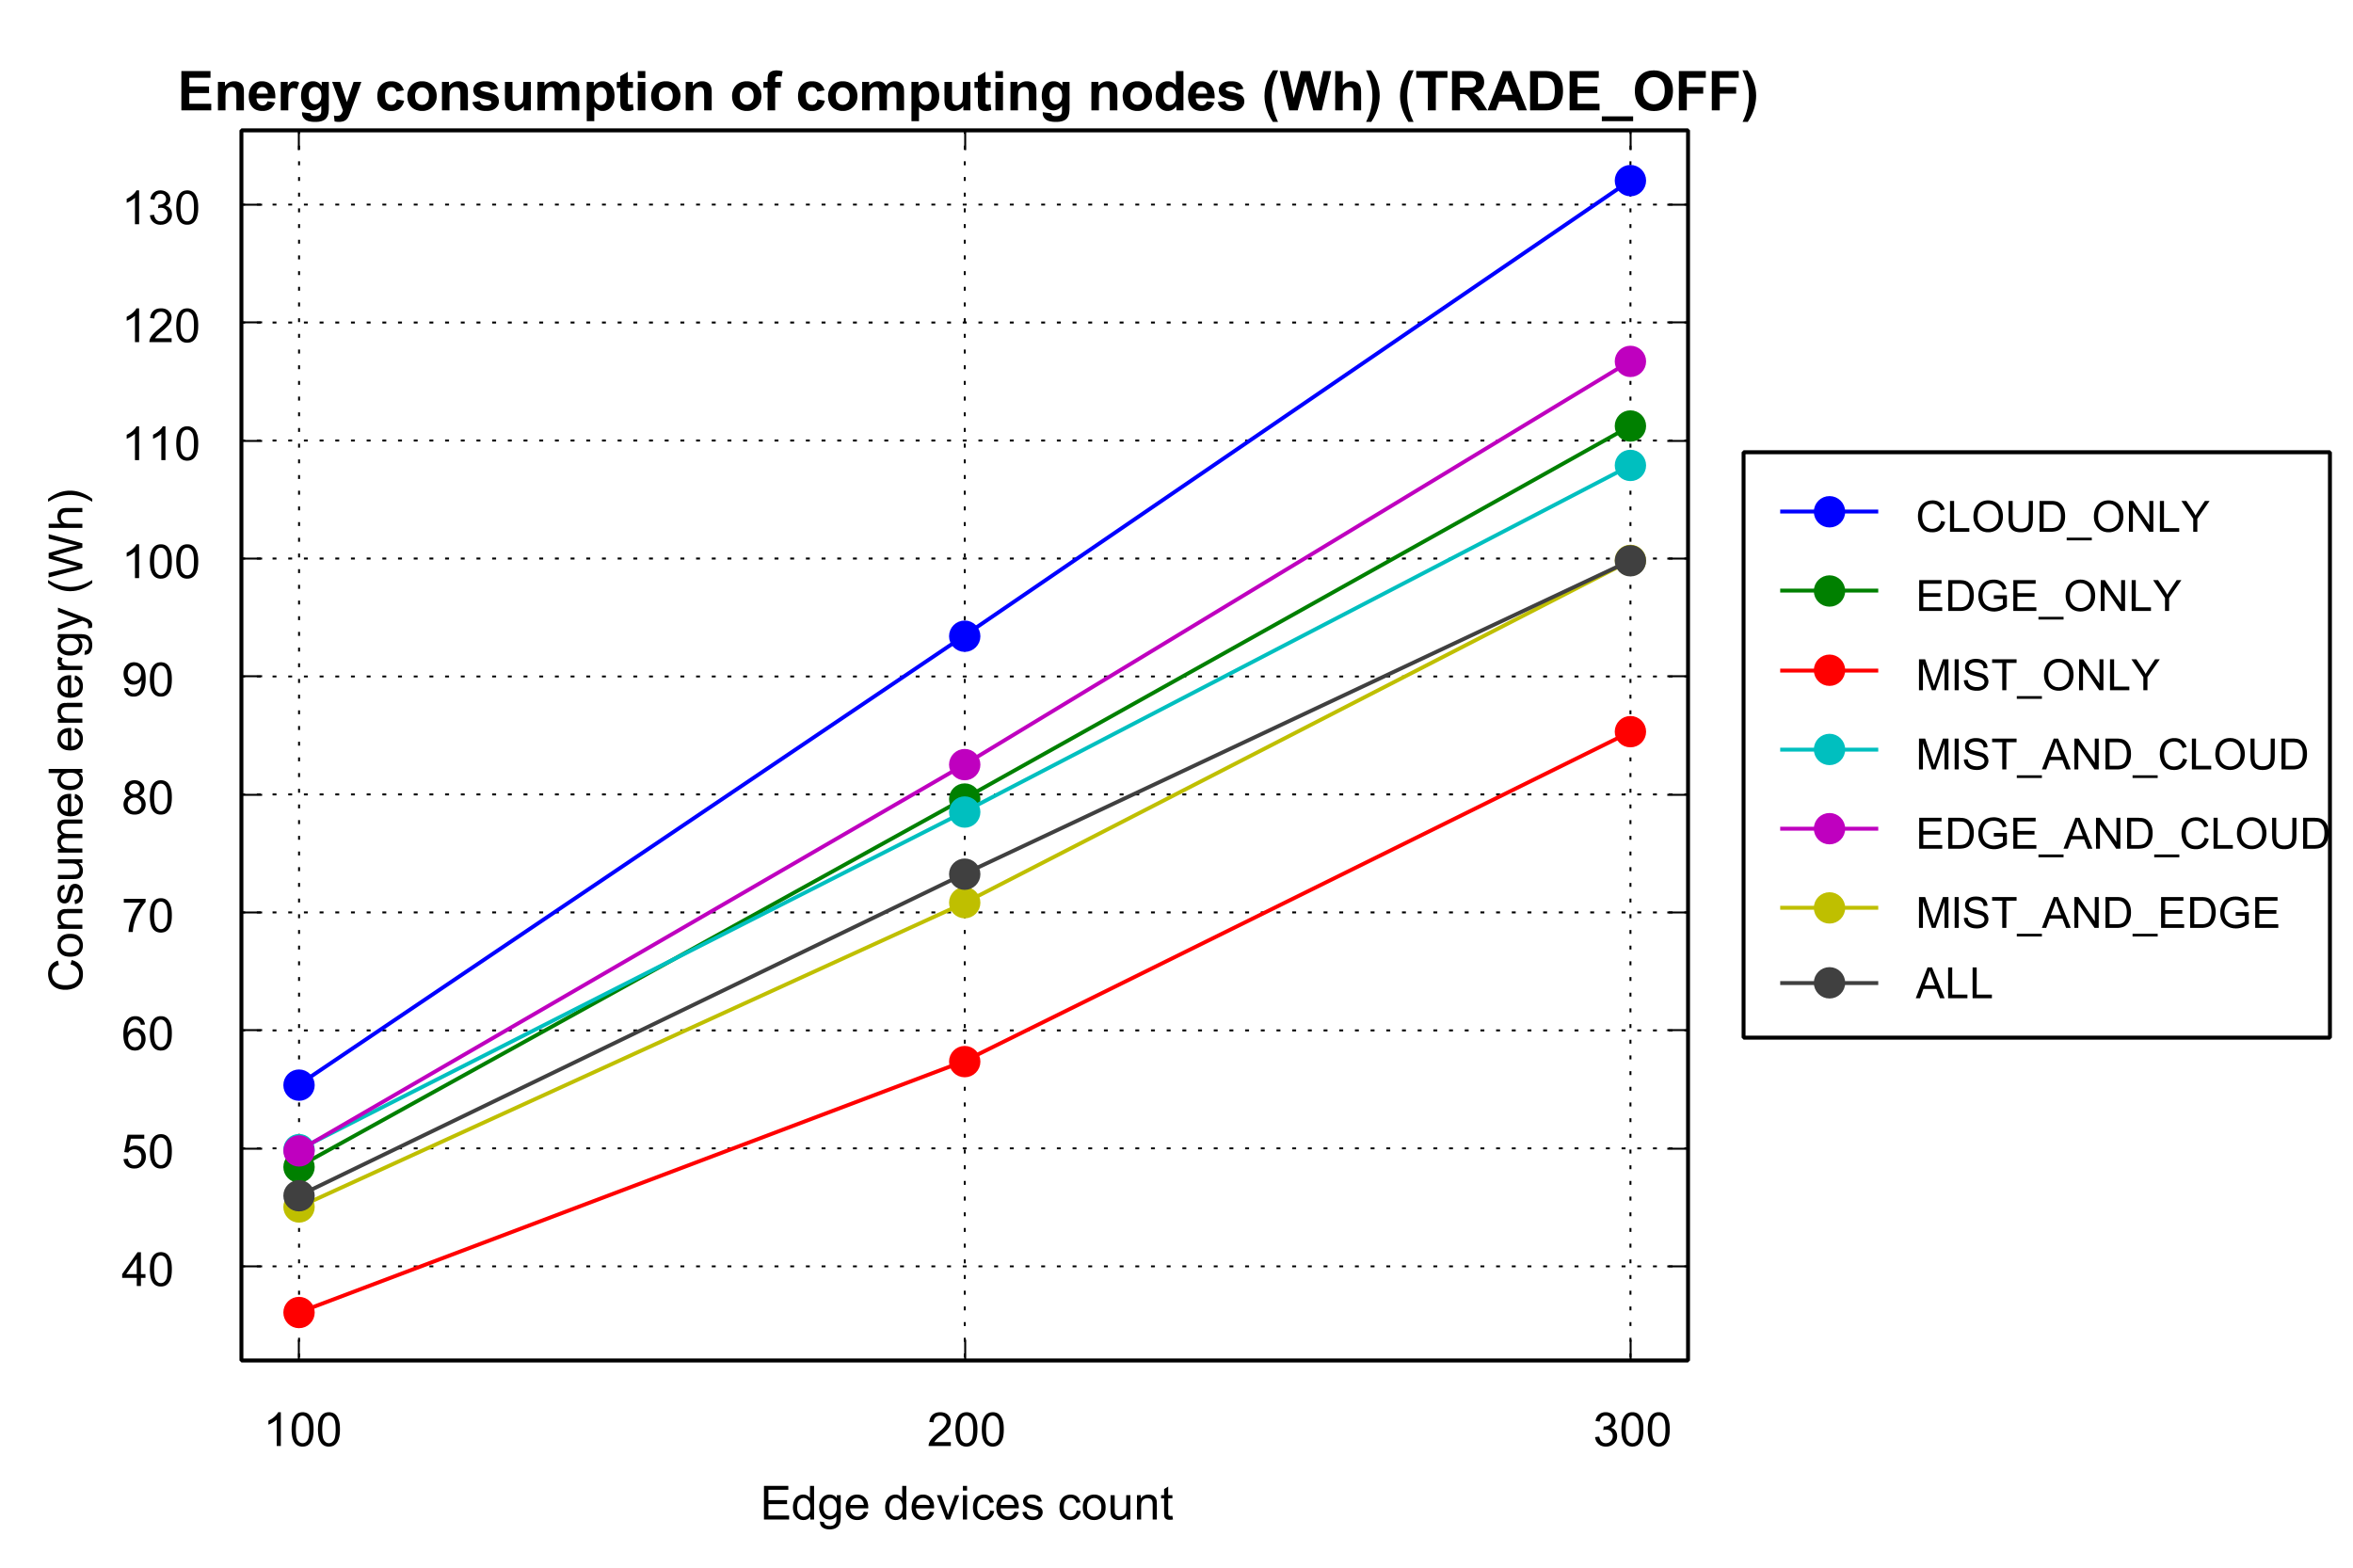 Energy consumption of computing nodes (Wh) (TRADE_OFF)
130
120
110
100
90
80
70
60
50
40
Consumed energy (Wh)
100 200 300
Edge devices count
CLOUD_ONLY
EDGE_ONLY
MIST_ONLY
MIST_AND_CLOUD
EDGE_AND_CLOUD
MIST_AND_EDGE
ALL